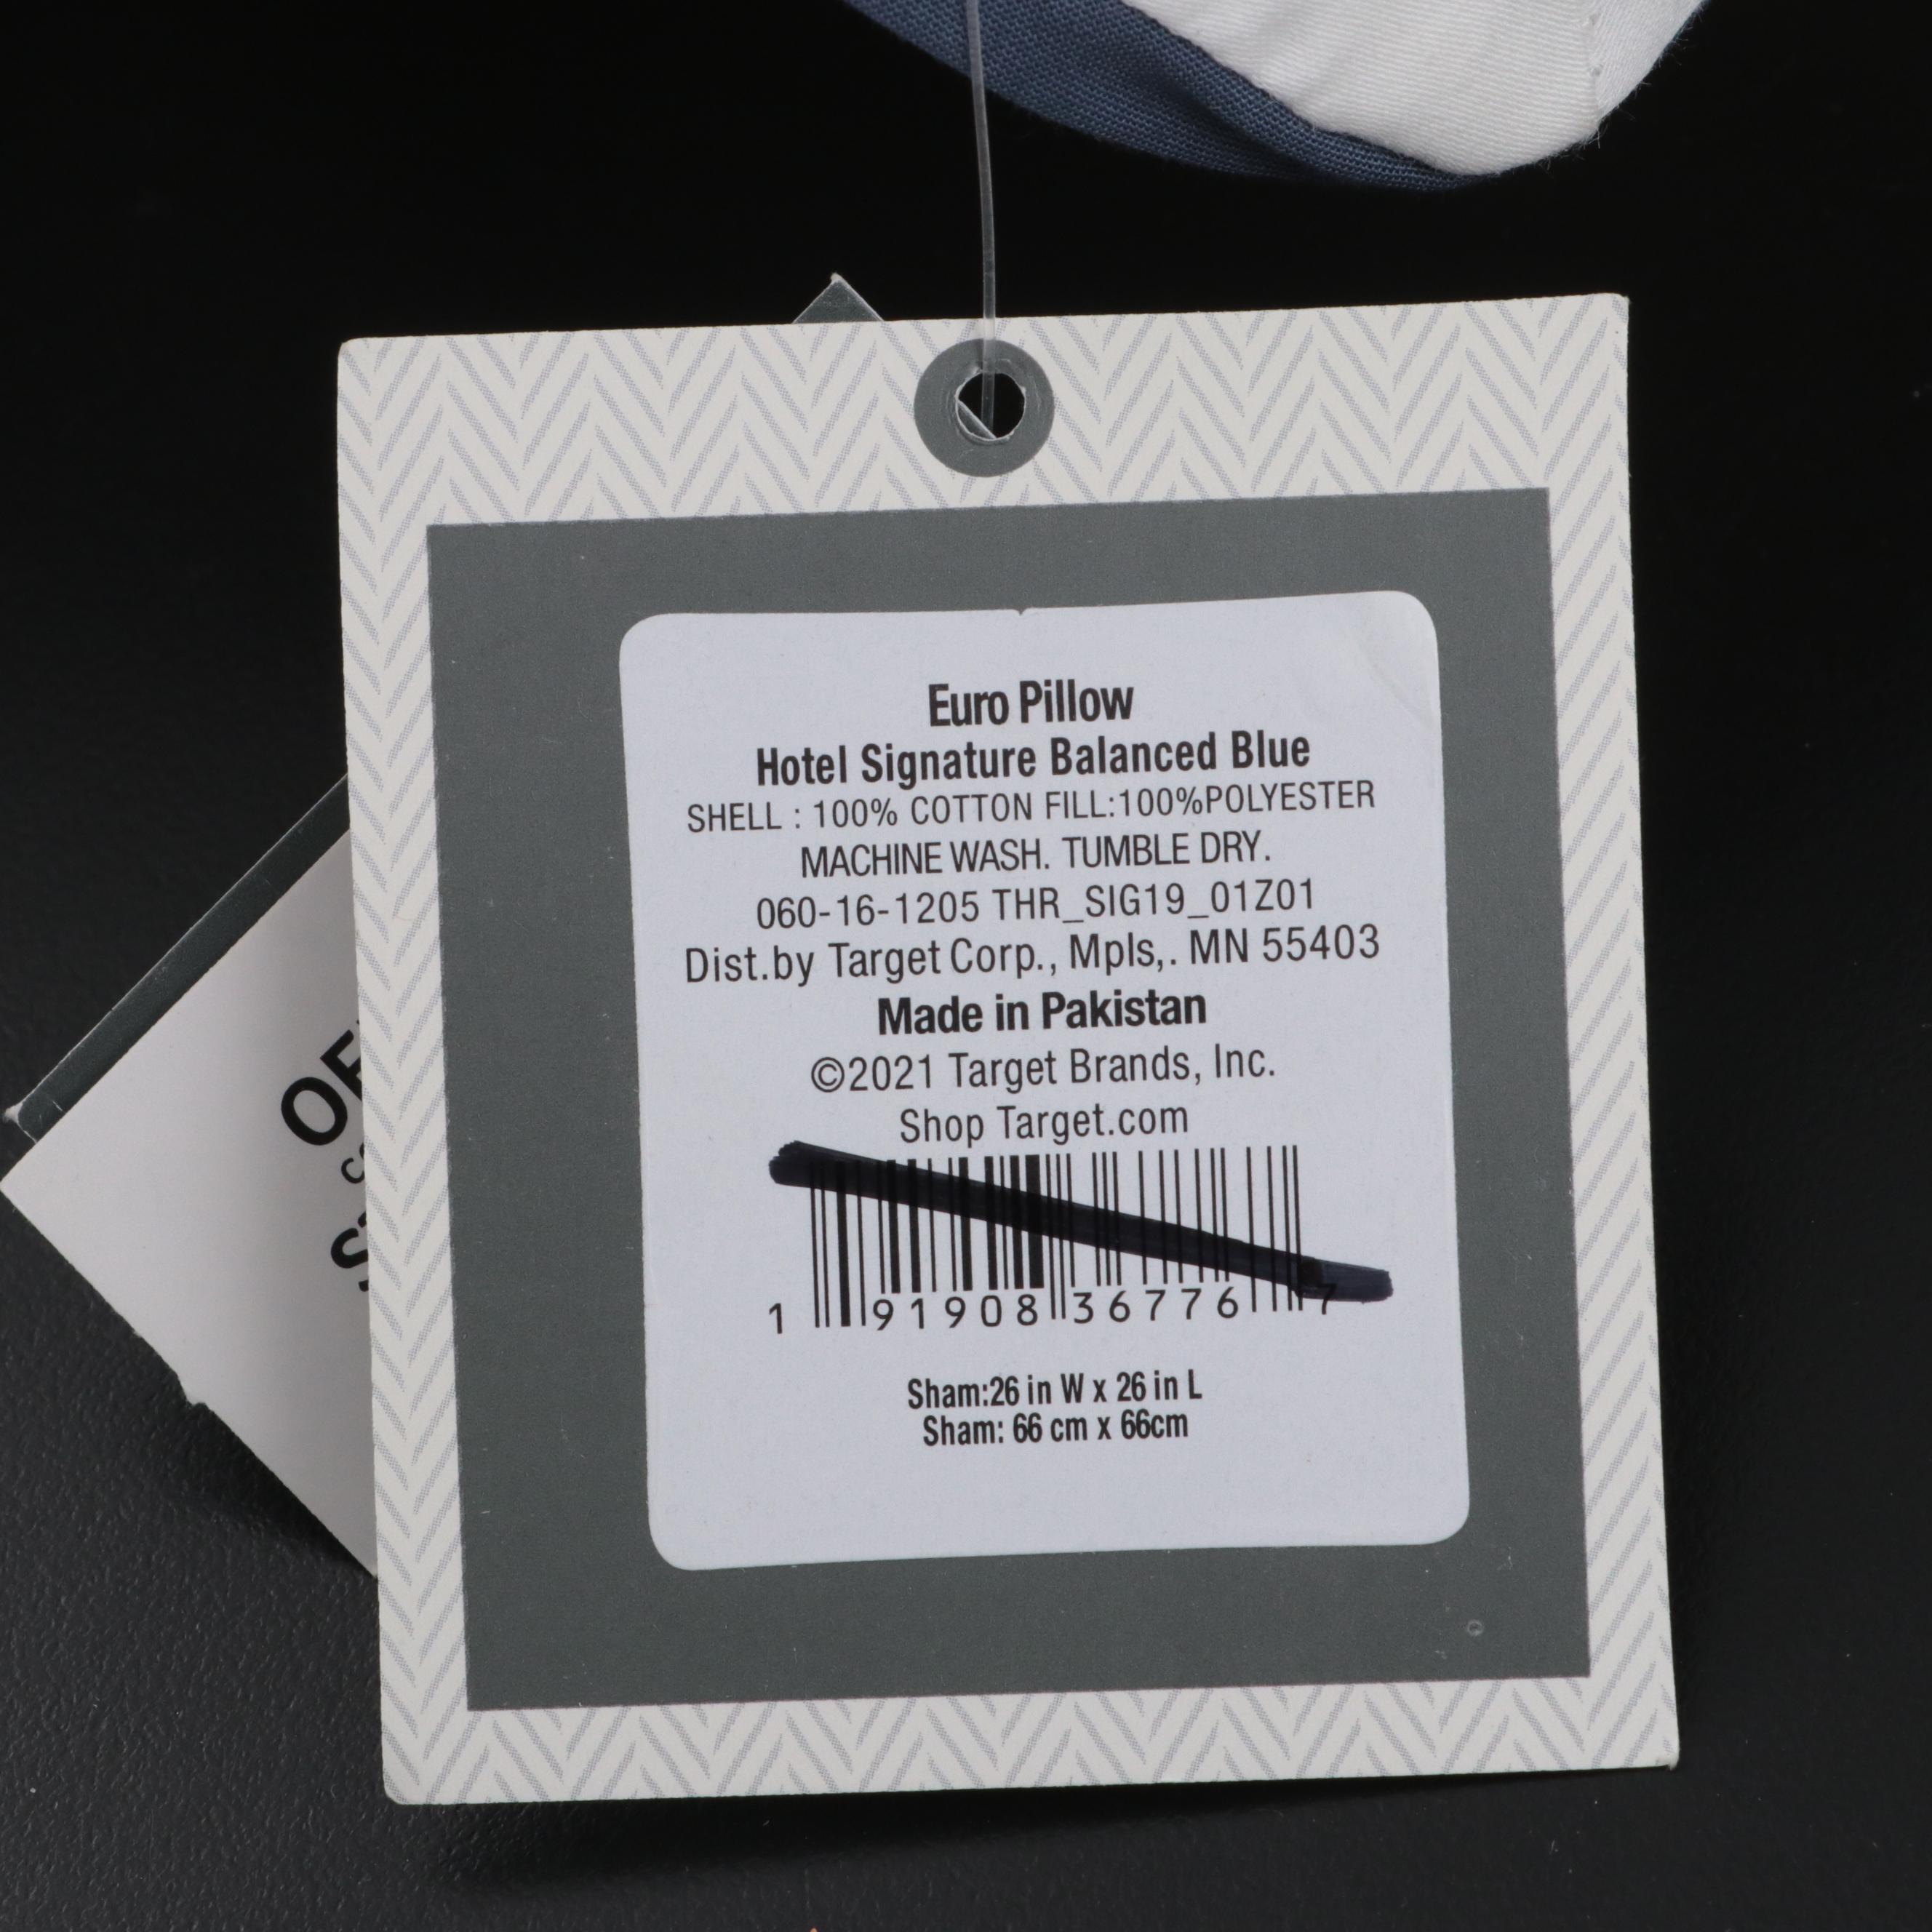 Euro Pillow
Hotel Signature Balanced Blue
SHELL : 100% COTTON FILL:100%POLYESTER
MACHINE WASH. TUMBLE DRY.
060-16-1205 THR_SIG19_01Z01
Dist.by Target Corp., Mpls,. MN 55403
Made in Pakistan
©2021 Target Brands, Inc.
Shop Target.com
1 91908 36776 7
Sham:26 in W x 26 in L
Sham: 66 cm x 66cm